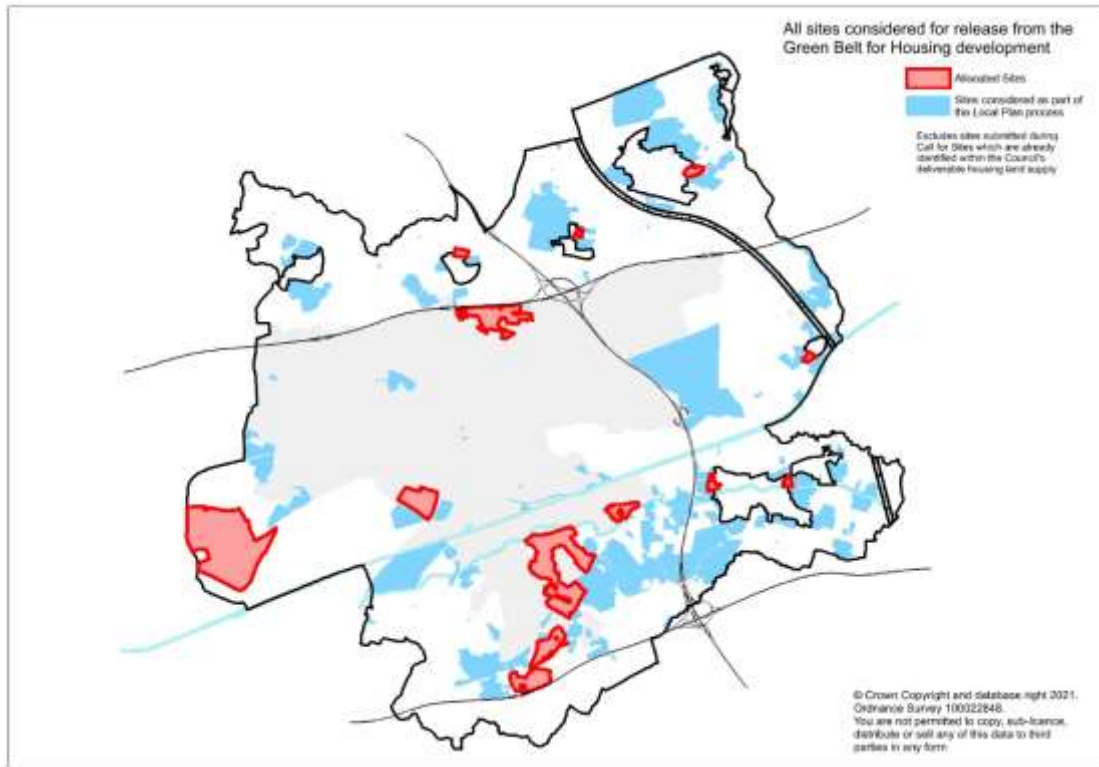 All sites considered for release from the
Green Belt for Housing development
Allocated Sites
Sites considered as part of
the Local Plan process
Excludes sites submitted during
Call for Sites which are already
identified within the Council's
deliverable housing land supply
© Crown Copyright and database right 2021.
Ordnance Survey 100022848.
You are not permitted to copy, sub-licence,
distribute or sell any of this data to third
parties in any form